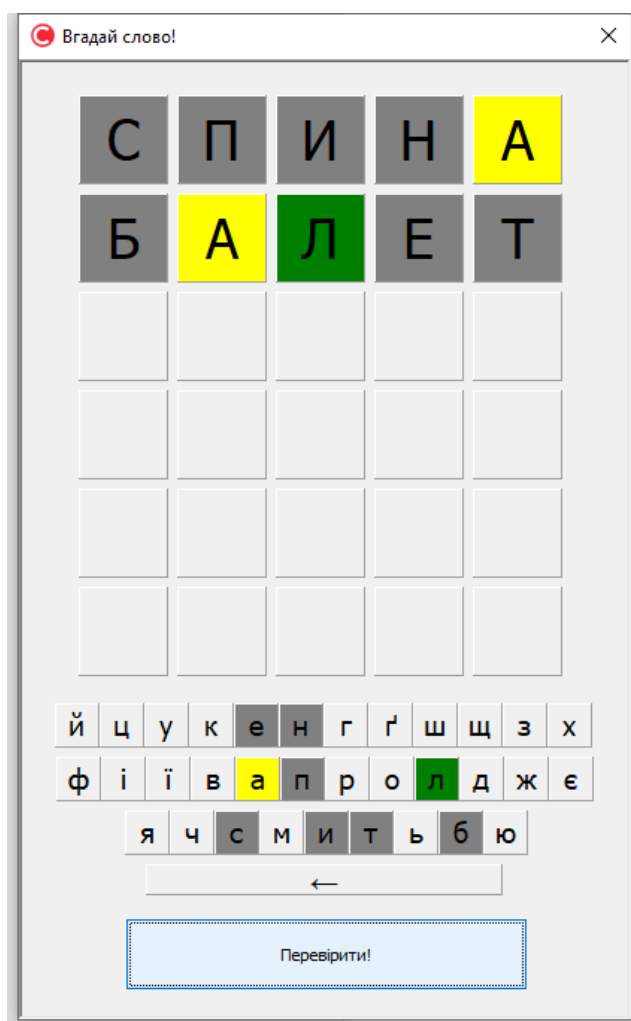 Вгадай слово!
С П И Н А
Б А Л Е Т
й ц у к е н г ґ ш щ з х
ф і ї в а п р о л д ж є
я ч с м и т ь б ю
←
Перевірити!